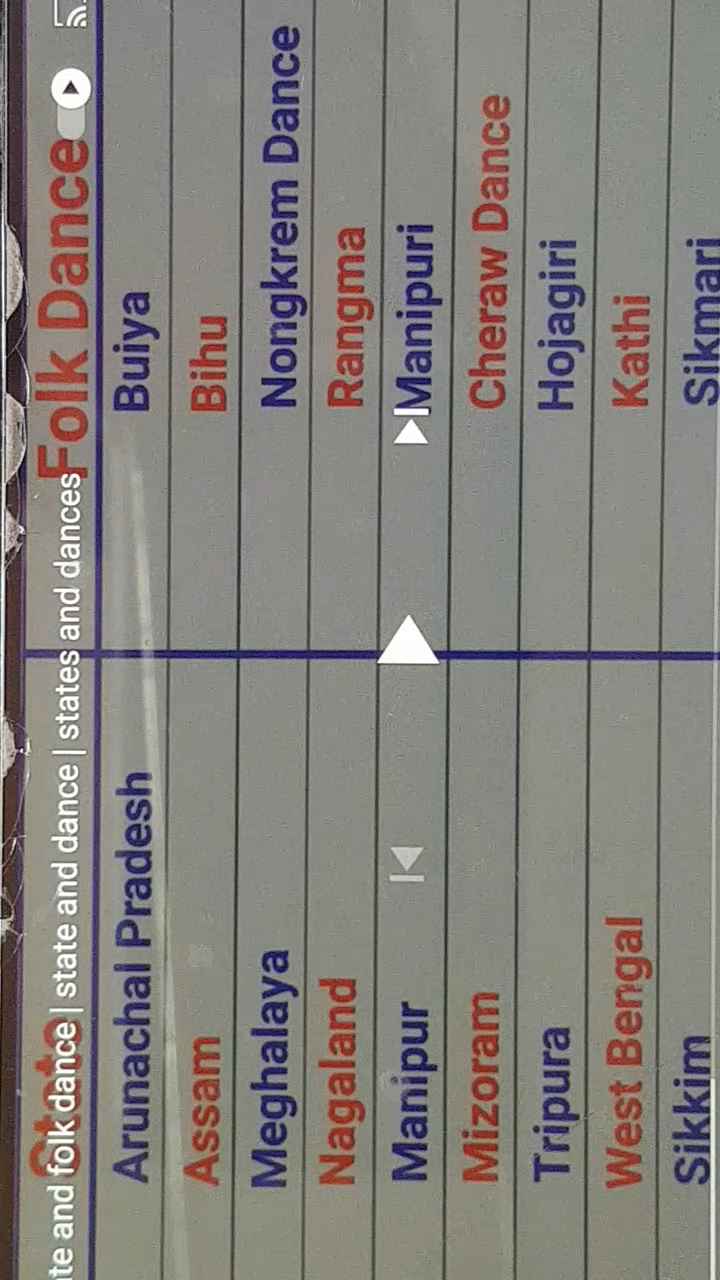 te and folk dance | state and dance | states and dances
State Folk Dance
Arunachal Pradesh Buiya
Assam Bihu
Meghalaya Nongkrem Dance
Nagaland Rangma
Manipur Manipuri
Mizoram Cheraw Dance
Tripura Hojagiri
West Bengal Kathi
Sikkim Sikmari